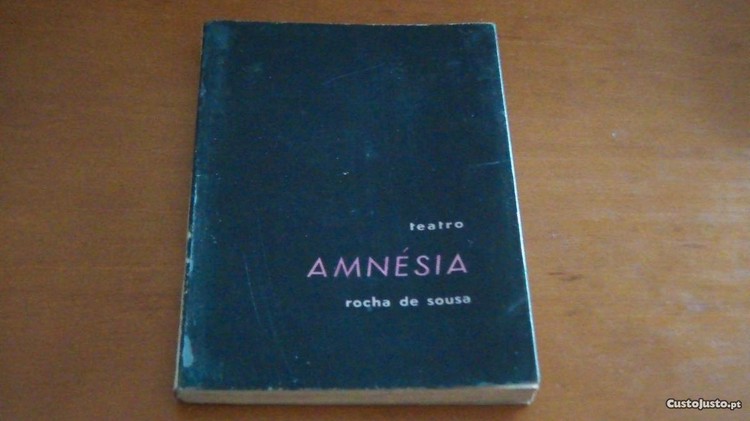 teatro
AMNÉSIA
rocha de sousa
CustoJusto.pt